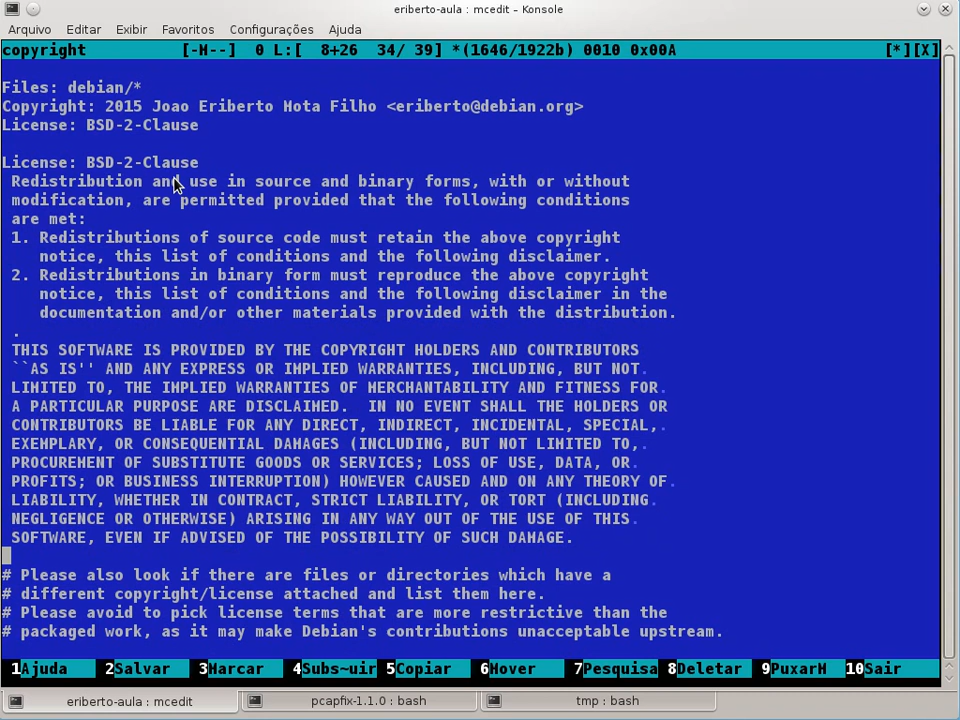 eriberto-aula : mcedit – Konsole
Arquivo Editar Exibir Favoritos Configurações Ajuda
copyright [-M--] 0 L:[ 8+26 34/ 39] *(1646/1922b) 0010 0x00A [*][X]
Files: debian/*
Copyright: 2015 Joao Eriberto Mota Filho <eriberto@debian.org>
License: BSD-2-Clause
License: BSD-2-Clause
Redistribution and use in source and binary forms, with or without
modification, are permitted provided that the following conditions
are met:
1. Redistributions of source code must retain the above copyright
notice, this list of conditions and the following disclaimer.
2. Redistributions in binary form must reproduce the above copyright
notice, this list of conditions and the following disclaimer in the
documentation and/or other materials provided with the distribution.
.
THIS SOFTWARE IS PROVIDED BY THE COPYRIGHT HOLDERS AND CONTRIBUTORS
``AS IS'' AND ANY EXPRESS OR IMPLIED WARRANTIES, INCLUDING, BUT NOT.
LIMITED TO, THE IMPLIED WARRANTIES OF MERCHANTABILITY AND FITNESS FOR.
A PARTICULAR PURPOSE ARE DISCLAIMED. IN NO EVENT SHALL THE HOLDERS OR
CONTRIBUTORS BE LIABLE FOR ANY DIRECT, INDIRECT, INCIDENTAL, SPECIAL,.
EXEMPLARY, OR CONSEQUENTIAL DAMAGES (INCLUDING, BUT NOT LIMITED TO,.
PROCUREMENT OF SUBSTITUTE GOODS OR SERVICES; LOSS OF USE, DATA, OR.
PROFITS; OR BUSINESS INTERRUPTION) HOWEVER CAUSED AND ON ANY THEORY OF.
LIABILITY, WHETHER IN CONTRACT, STRICT LIABILITY, OR TORT (INCLUDING.
NEGLIGENCE OR OTHERWISE) ARISING IN ANY WAY OUT OF THE USE OF THIS.
SOFTWARE, EVEN IF ADVISED OF THE POSSIBILITY OF SUCH DAMAGE.
# Please also look if there are files or directories which have a
# different copyright/license attached and list them here.
# Please avoid to pick license terms that are more restrictive than the
# packaged work, as it may make Debian's contributions unacceptable upstream.
1Ajuda 2Salvar 3Marcar 4Subs~uir 5Copiar 6Mover 7Pesquisa 8Deletar 9PuxarM 10Sair
eriberto-aula : mcedit pcapfix-1.1.0 : bash tmp : bash